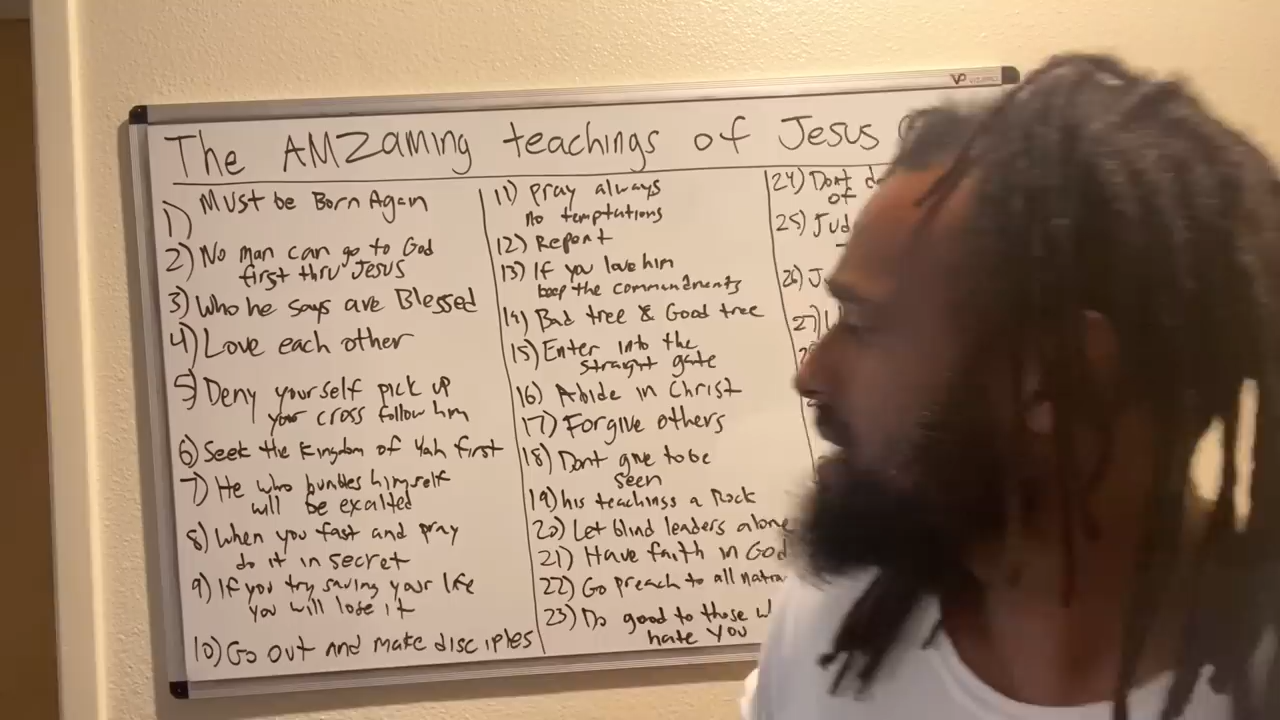 The AMZaming teachings of Jesus
1) Must be Born Again
2) No man can go to God
first thru Jesus
3) Who he says are Blessed
4) Love each other
5) Deny yourself pick up
your cross follow him
6) Seek the Kingdom of Yah first
7) He who humbles himself
will be exalted
8) When you fast and pray
do it in secret
9) If you try saving your life
you will lose it
10) Go out and make disciples
11) pray always
no temptations
12) Repent
13) If you love him
keep the commandments
14) Bad tree & Good tree
15) Enter into the
straight gate
16) Abide in Christ
17) Forgive others
18) Dont give to be
seen
19) his teachings a Rock
20) Let blind leaders alone
21) Have faith in God
22) Go preach to all
23) Do good to those
hate you
24) Dont
of
25)
26)
27)